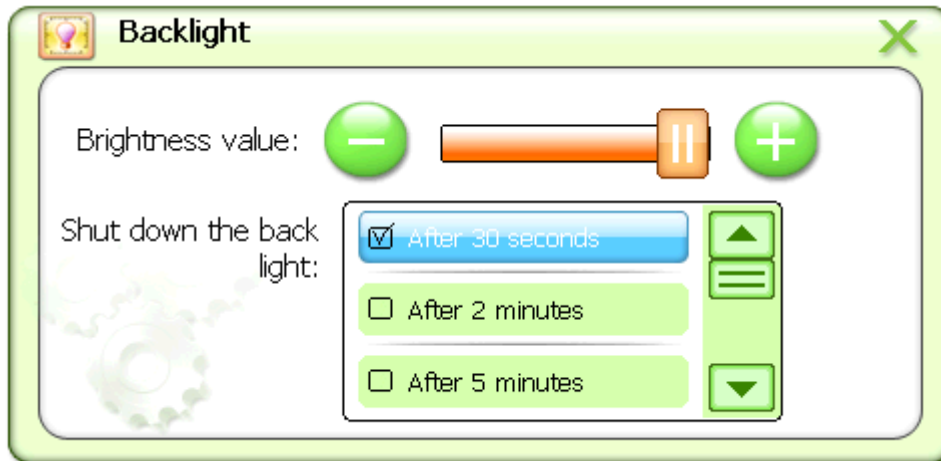 Backlight
Brightness value:
Shut down the back
light:
After 30 seconds
After 2 minutes
After 5 minutes